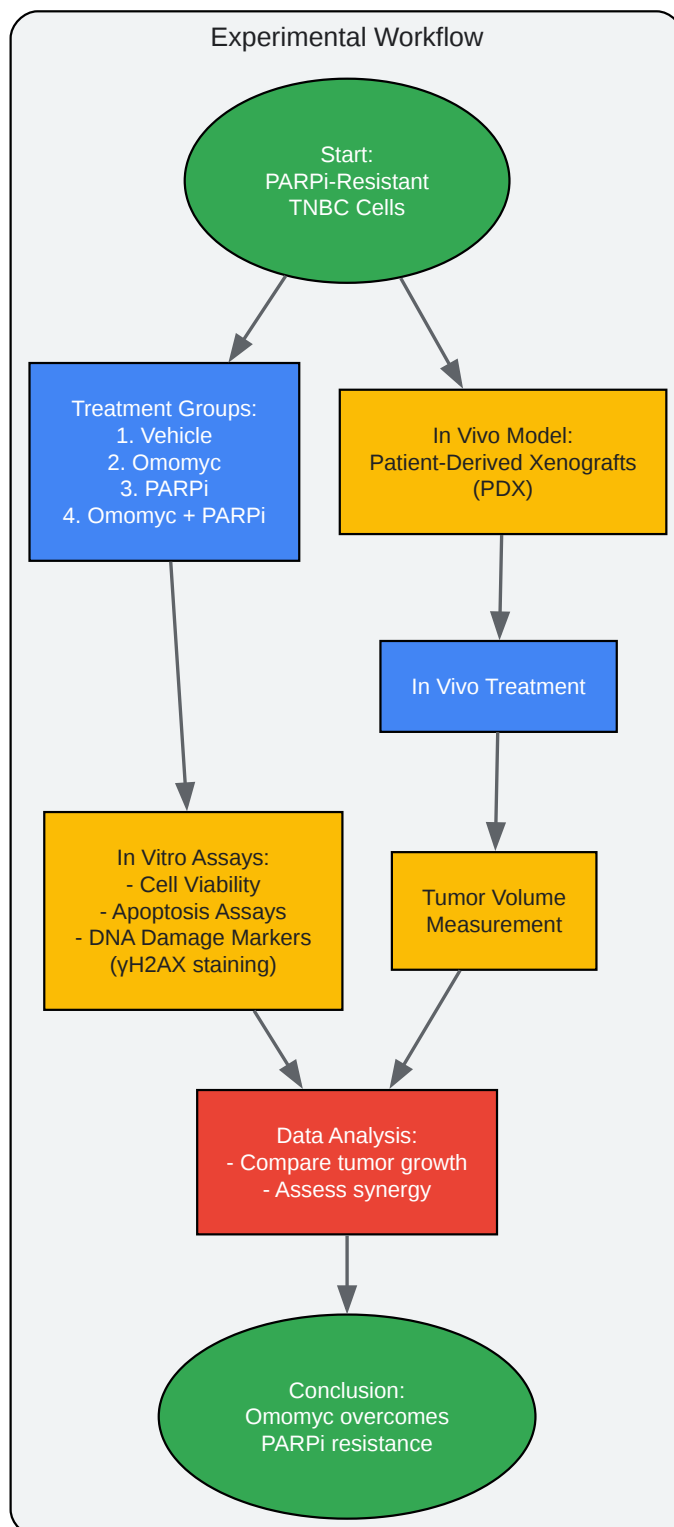 Experimental Workflow
Start:
PARPi-Resistant
TNBC Cells
Treatment Groups:
1. Vehicle
2. Omomyc
3. PARPi
4. Omomyc + PARPi
In Vivo Model:
Patient-Derived Xenografts
(PDX)
In Vivo Treatment
In Vitro Assays:
- Cell Viability
- Apoptosis Assays
- DNA Damage Markers
(γH2AX staining)
Tumor Volume
Measurement
Data Analysis:
- Compare tumor growth
- Assess synergy
Conclusion:
Omomyc overcomes
PARPi resistance